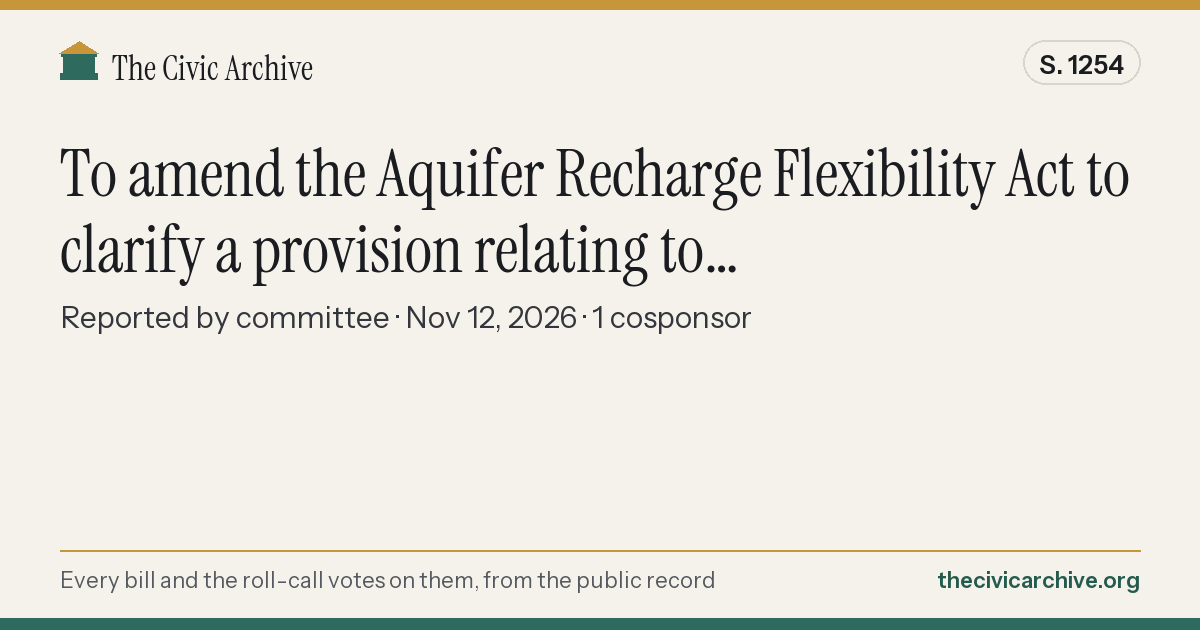 The Civic Archive
S. 1254
To amend the Aquifer Recharge Flexibility Act to
clarify a provision relating to...
Reported by committee · Nov 12, 2026 · 1 cosponsor
Every bill and the roll-call votes on them, from the public record
thecivicarchive.org